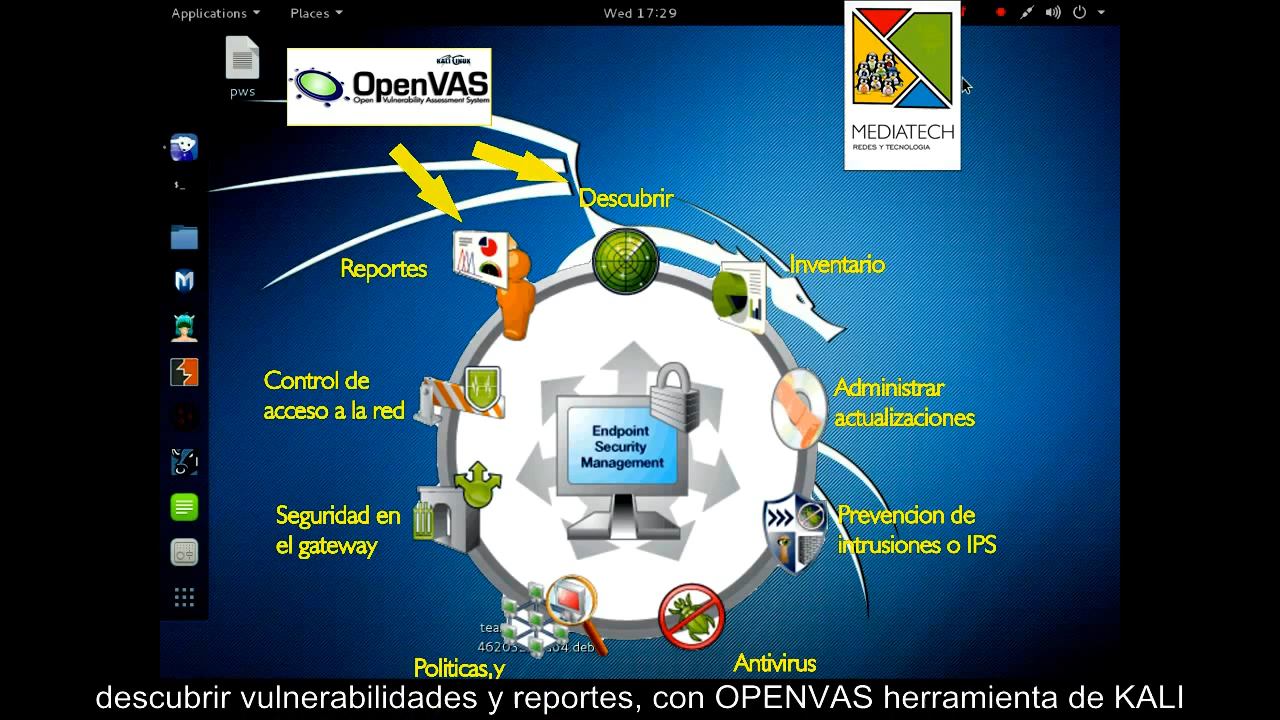 Applications Places Wed 17:29
pws
KALI LINUX
OpenVAS
Open Vulnerability Assessment System
MEDIATECH
REDES Y TECNOLOGIA
Descubrir
Reportes
Inventario
Control de
acceso a la red
Administrar
actualizaciones
Endpoint
Security
Management
Seguridad en
el gateway
Prevencion de
intrusiones o IPS
Politicas,y
Antivirus
descubrir vulnerabilidades y reportes, con OPENVAS herramienta de KALI